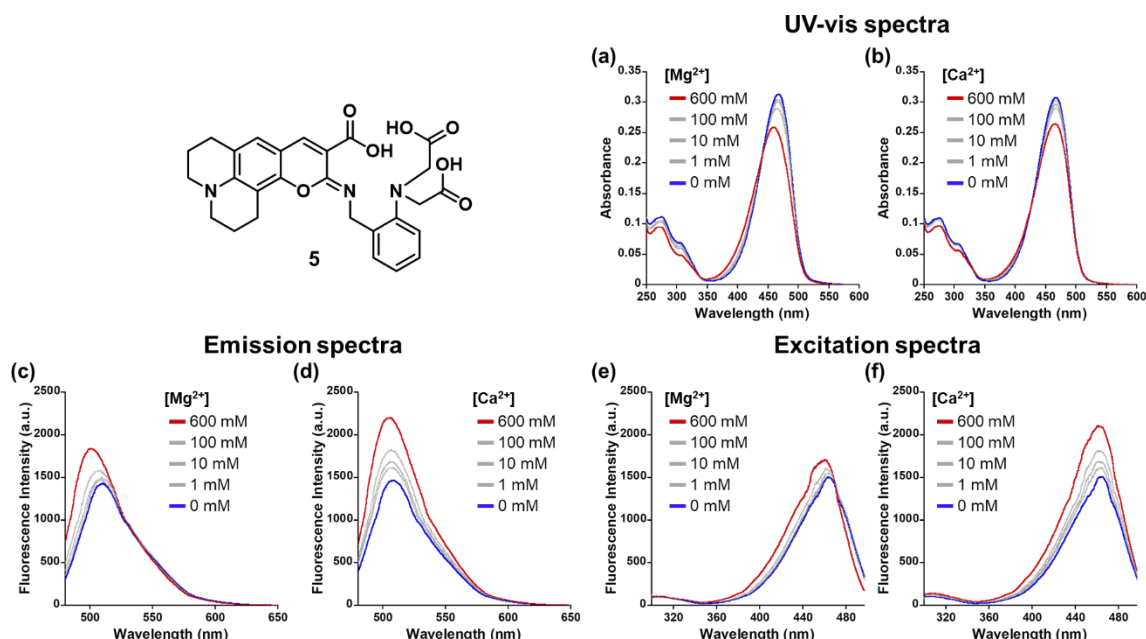 UV-vis spectra
(a)
[Mg²⁺]
600 mM
100 mM
10 mM
1 mM
0 mM
Absorbance
0.35
0.3
0.25
0.2
0.15
0.1
0.05
0
250 300 350 400 450 500 550 600
Wavelength (nm)
(b)
[Ca²⁺]
600 mM
100 mM
10 mM
1 mM
0 mM
0.35
0.3
0.25
0.2
0.15
0.1
0.05
0
250 300 350 400 450 500 550 600
Wavelength (nm)
O
OH
HO
O
OH
O
N
O
N
N
5
Emission spectra
(c)
[Mg²⁺]
600 mM
100 mM
10 mM
1 mM
0 mM
Fluorescence Intensity (a.u.)
2500
2000
1500
1000
500
0
500 550 600 650
Wavelength (nm)
(d)
[Ca²⁺]
600 mM
100 mM
10 mM
1 mM
0 mM
Fluorescence Intensity (a.u.)
2500
2000
1500
1000
500
0
500 550 600 650
Wavelength (nm)
Excitation spectra
(e)
[Mg²⁺]
600 mM
100 mM
10 mM
1 mM
0 mM
Fluorescence Intensity (a.u.)
2500
2000
1500
1000
500
0
320 360 400 440 480
Wavelength (nm)
(f)
[Ca²⁺]
600 mM
100 mM
10 mM
1 mM
0 mM
Fluorescence Intensity (a.u.)
2500
2000
1500
1000
500
0
320 360 400 440 480
Wavelength (nm)